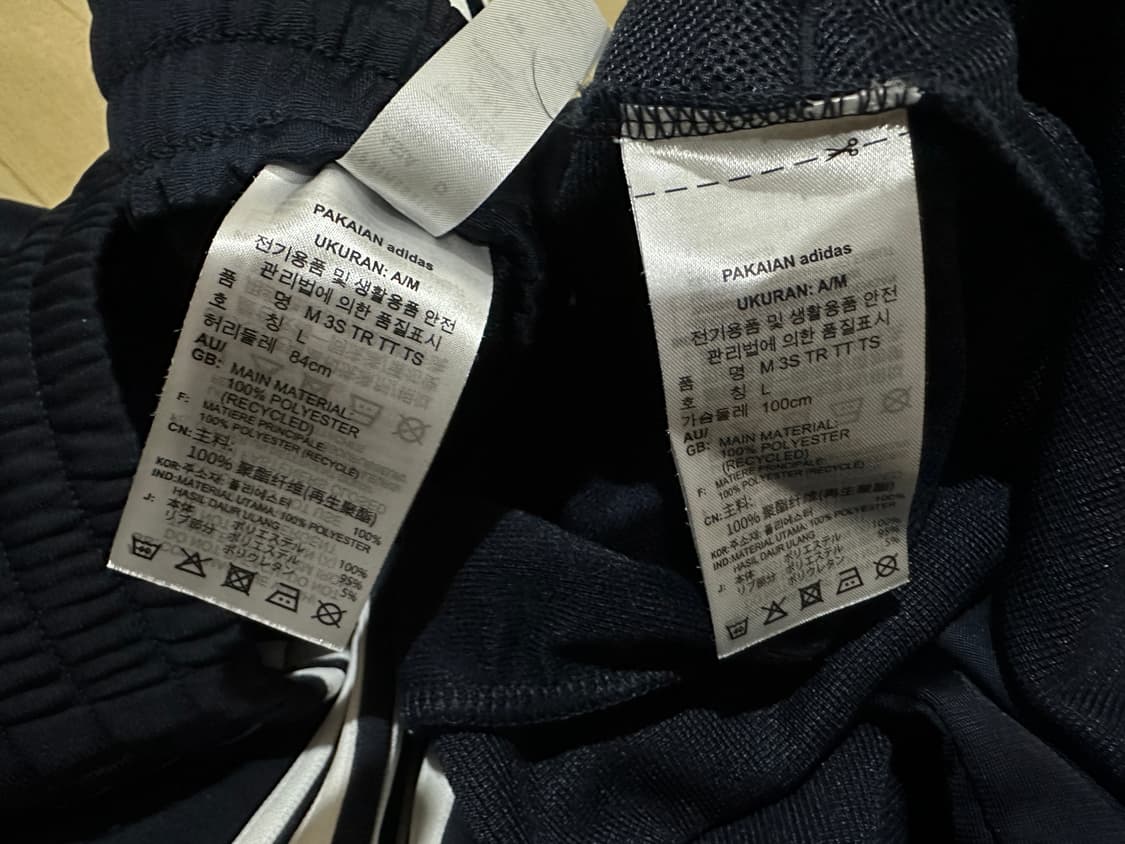 PAKAIAN adidas
UKURAN: A/M
전기용품 및 생활용품 안전
관리법에 의한 품질표시
품 명 M 3S TR TT TS
호 칭 L
허리둘레 84cm
AU/
GB: MAIN MATERIAL:
100% POLYESTER
(RECYCLED)
F: MATIERE PRINCIPALE:
100% POLYESTER (RECYCLE)
CN: 主料:
100% 聚酯纤维(再生聚酯)
KOR: 주소재: 폴리에스터 100%
IND: MATERIAL UTAMA: 100% POLYESTER
HASIL DAUR ULANG
J: 本体 ポリエステル 100%
リブ部分 ポリエステル 95%
ポリウレタン 5%
40
PAKAIAN adidas
UKURAN: A/M
전기용품 및 생활용품 안전
관리법에 의한 품질표시
품 명 M 3S TR TT TS
호 칭 L
가슴둘레 100cm
AU/
GB: MAIN MATERIAL:
100% POLYESTER
(RECYCLED)
F: MATIERE PRINCIPALE:
100% POLYESTER (RECYCLE)
CN: 主料:
100% 聚酯纤维(再生聚酯)
KOR: 주소재: 폴리에스터 100%
IND: MATERIAL UTAMA: 100% POLYESTER
HASIL DAUR ULANG
J: 本体 ポリエステル 100%
リブ部分 ポリエステル 95%
ポリウレタン 5%
40